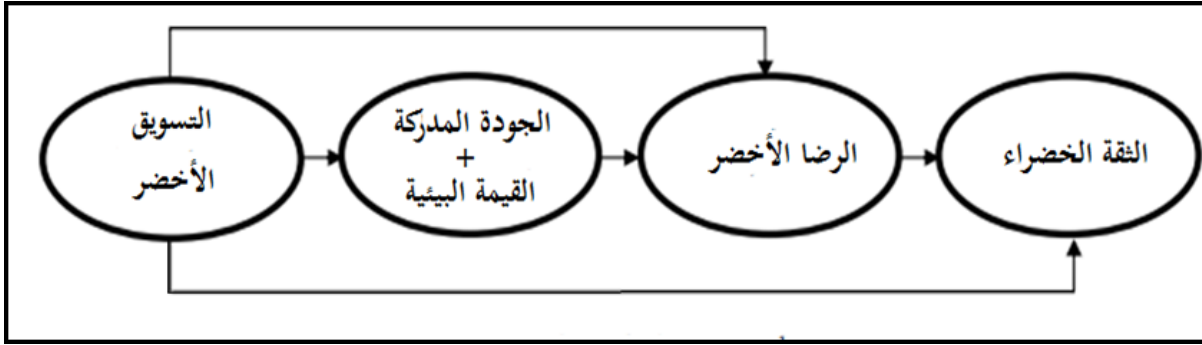 التسويق
الأخضر
الجودة المدركة
+
القيمة البيئية
الرضا الأخضر
الثقة الخضراء